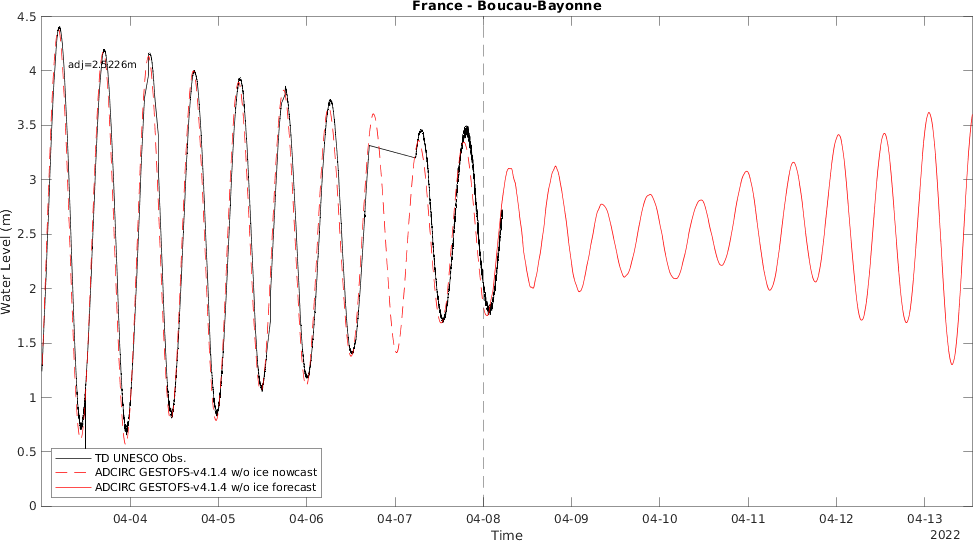 France - Boucau-Bayonne
4.5
4
3.5
3
2.5
2
1.5
1
0.5
0
Water Level (m)
adj=2.5226m
TD UNESCO Obs.
ADCIRC GESTOFS-v4.1.4 w/o ice nowcast
ADCIRC GESTOFS-v4.1.4 w/o ice forecast
04-04 04-05 04-06 04-07 04-08 04-09 04-10 04-11 04-12 04-13
Time
2022